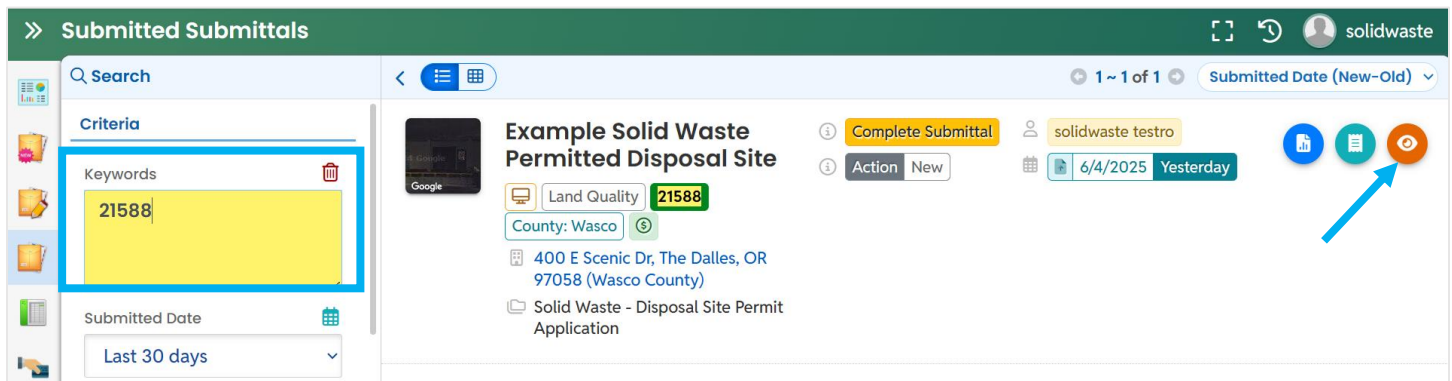 Submitted Submittals
solidwaste
Search
1 ~ 1 of 1
Submitted Date (New-Old)
Criteria
Keywords
21588
Submitted Date
Last 30 days
Google
Example Solid Waste
Permitted Disposal Site
Land Quality 21588
County: Wasco
400 E Scenic Dr, The Dalles, OR
97058 (Wasco County)
Solid Waste - Disposal Site Permit
Application
Complete Submittal
Action New
solidwaste testro
6/4/2025 Yesterday